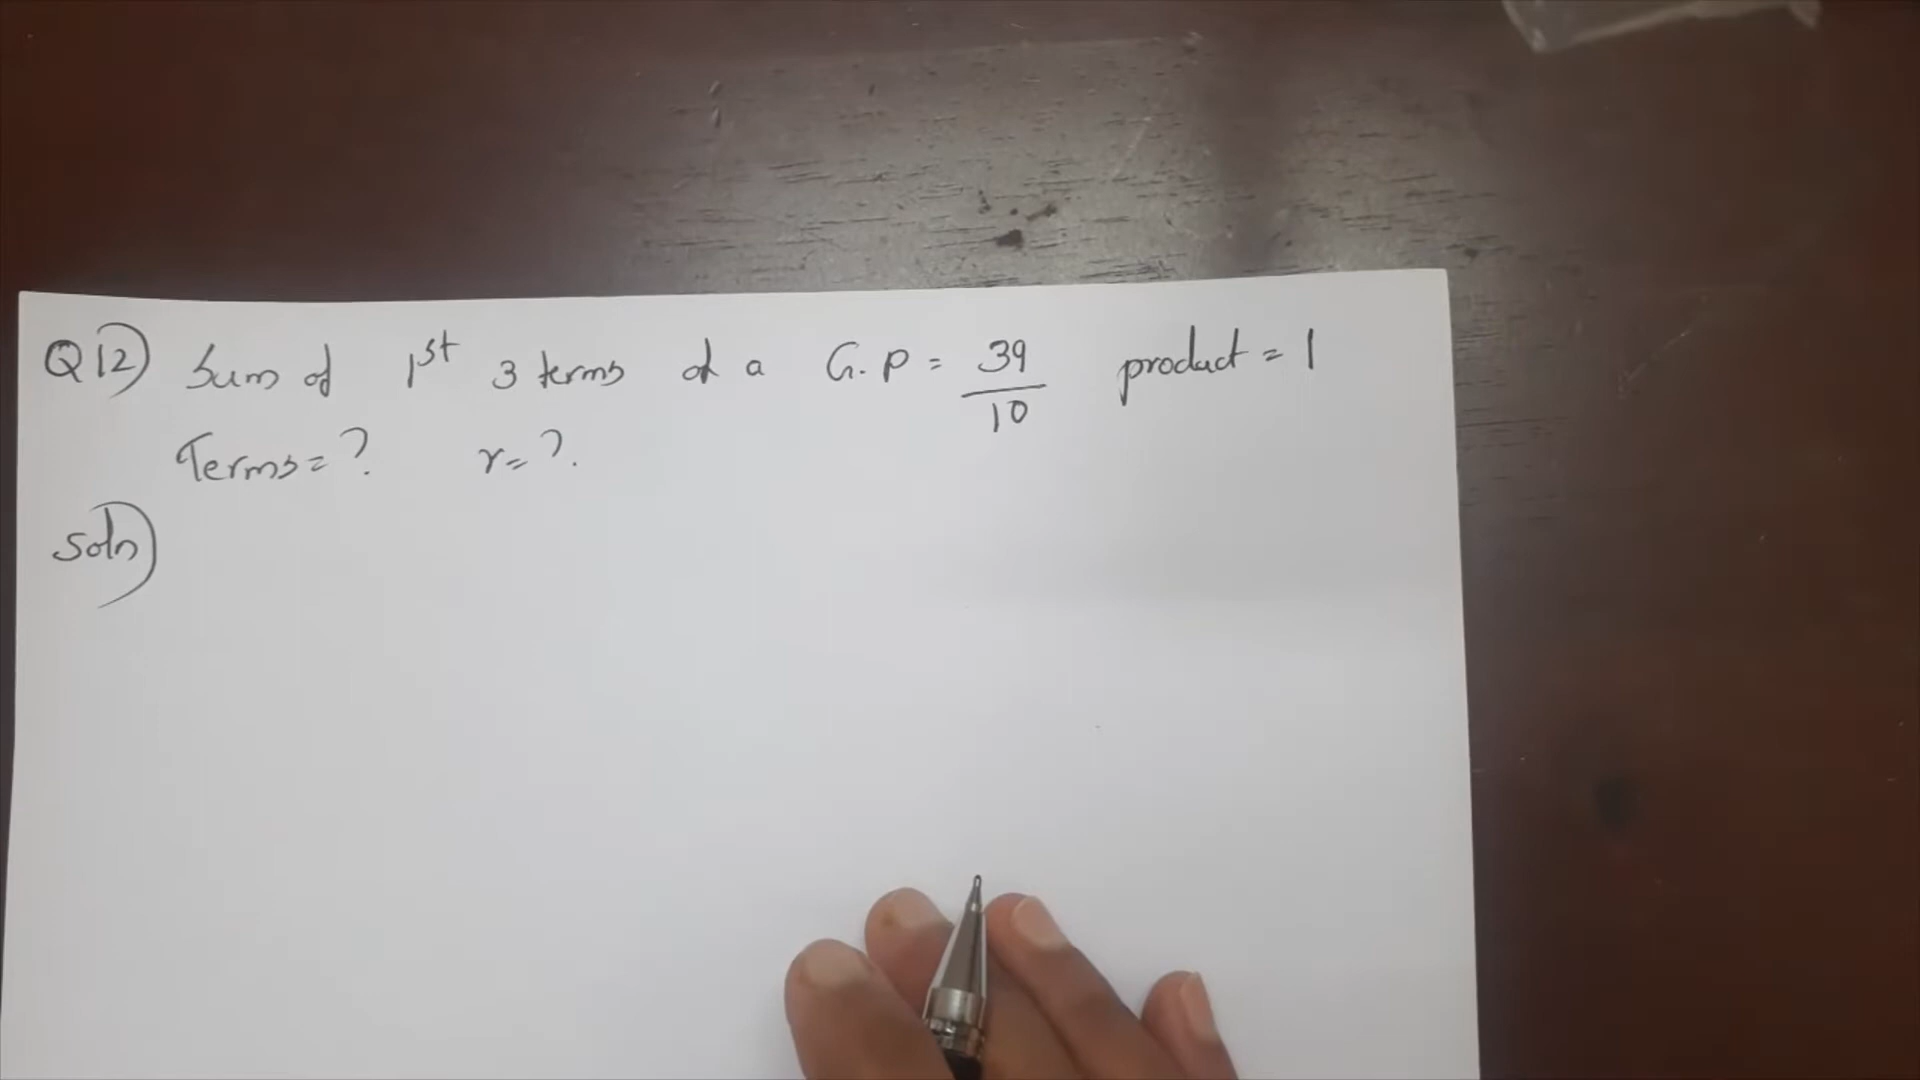 Q12) Sum of 1st 3 terms of a G.P = 39/10 product = 1
Terms = ? r = ?.
Soln)